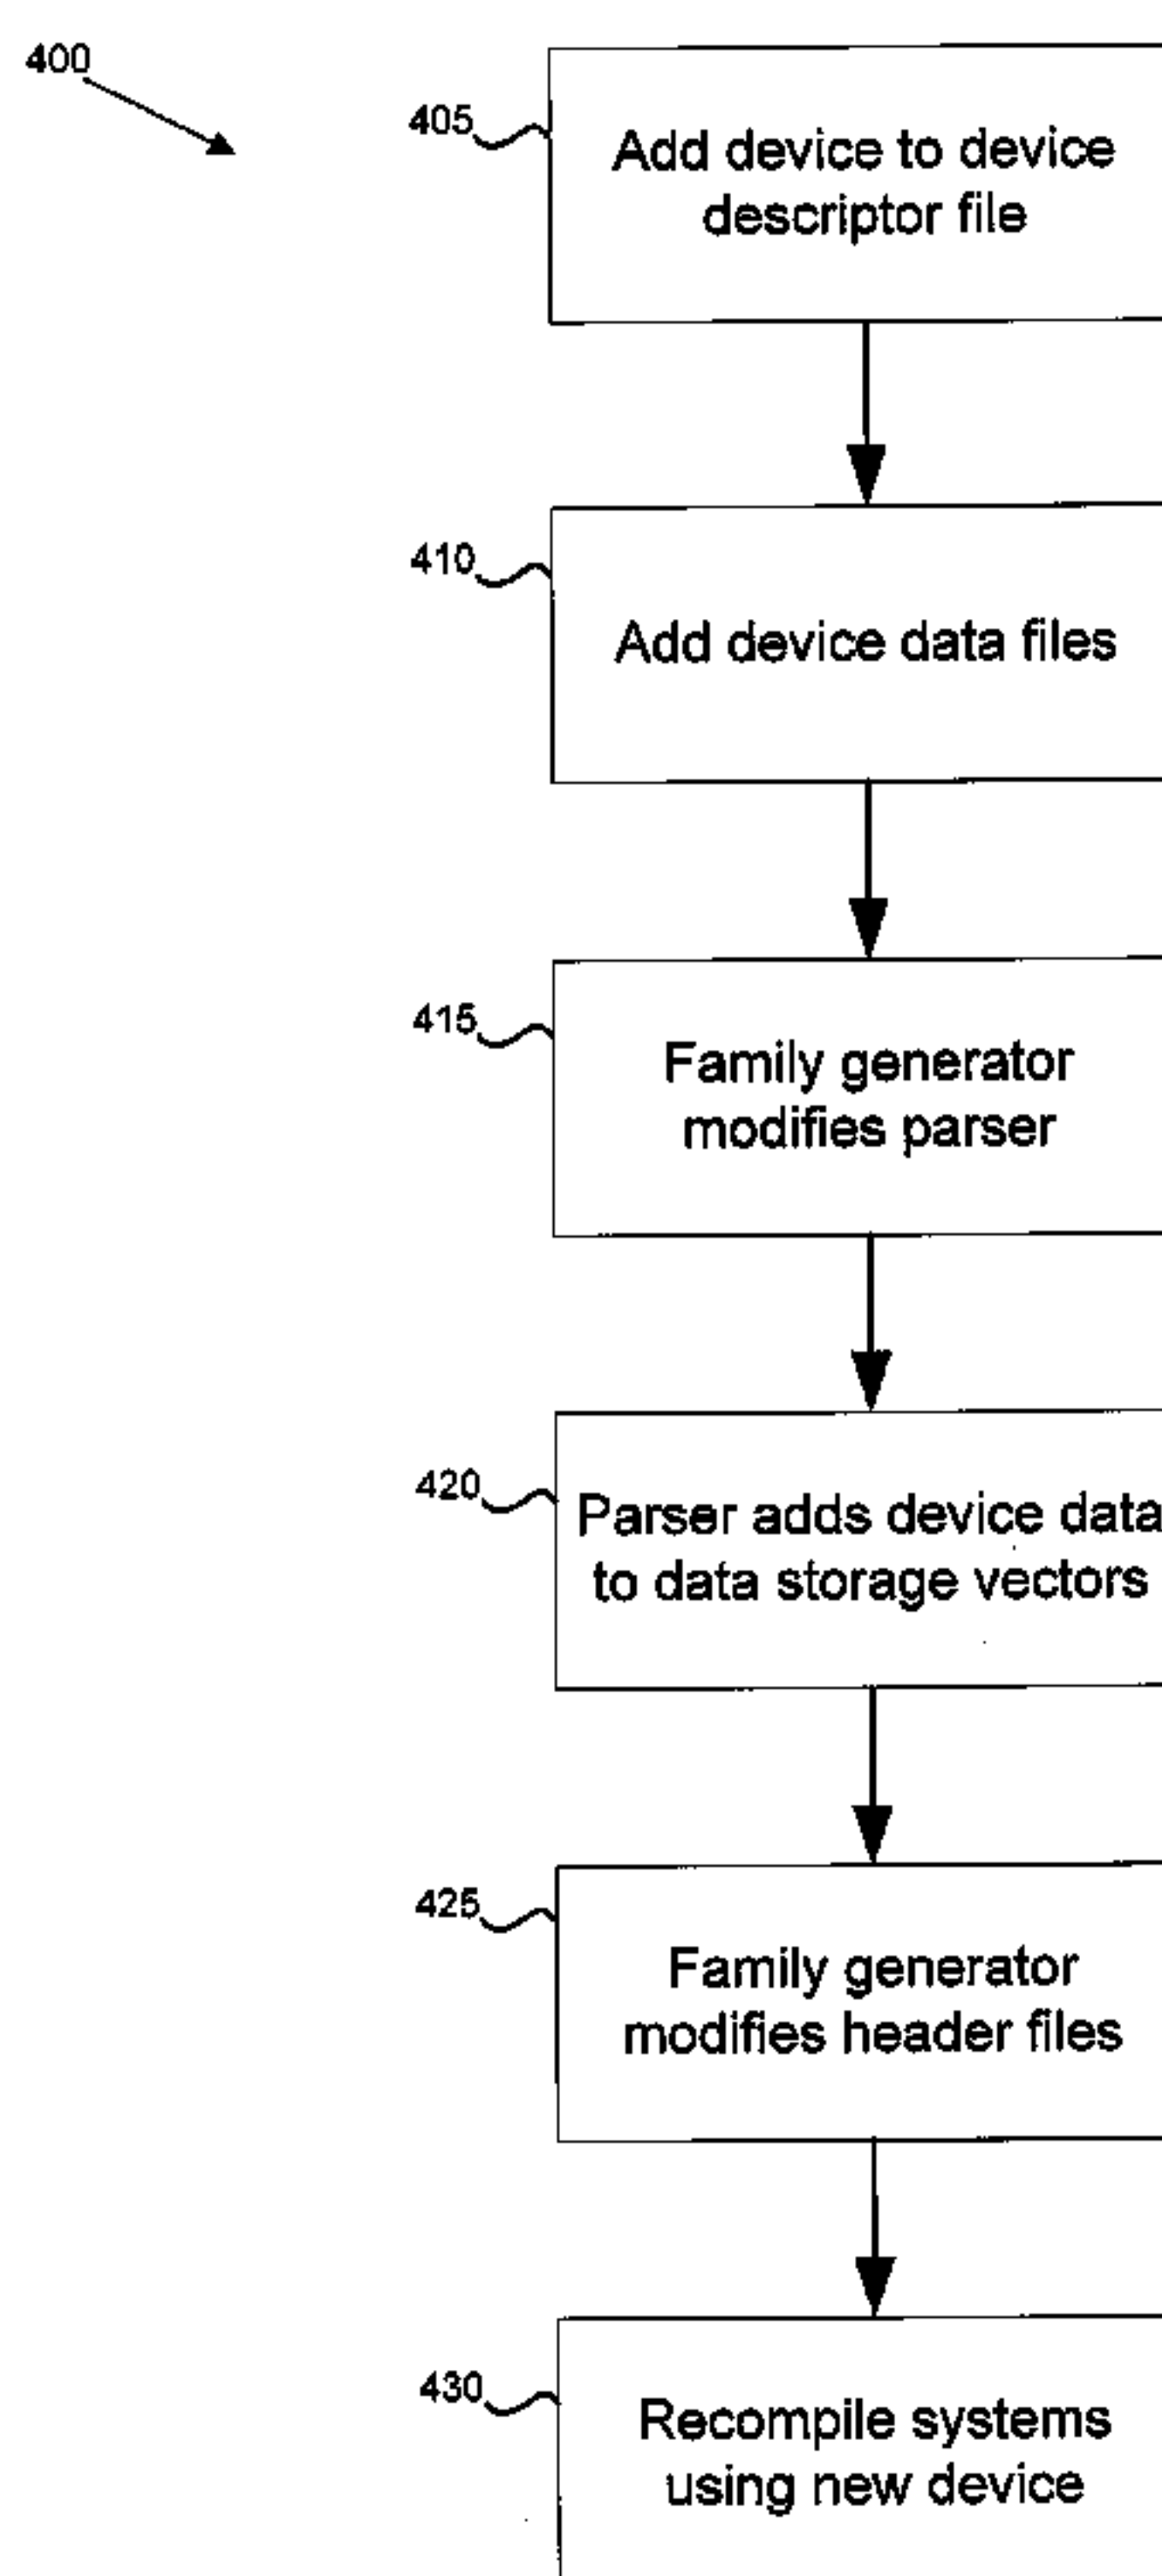 400
405
Add device to device
descriptor file
410
Add device data files
415
Family generator
modifies parser
420
Parser adds device data
to data storage vectors
425
Family generator
modifies header files
430
Recompile systems
using new device